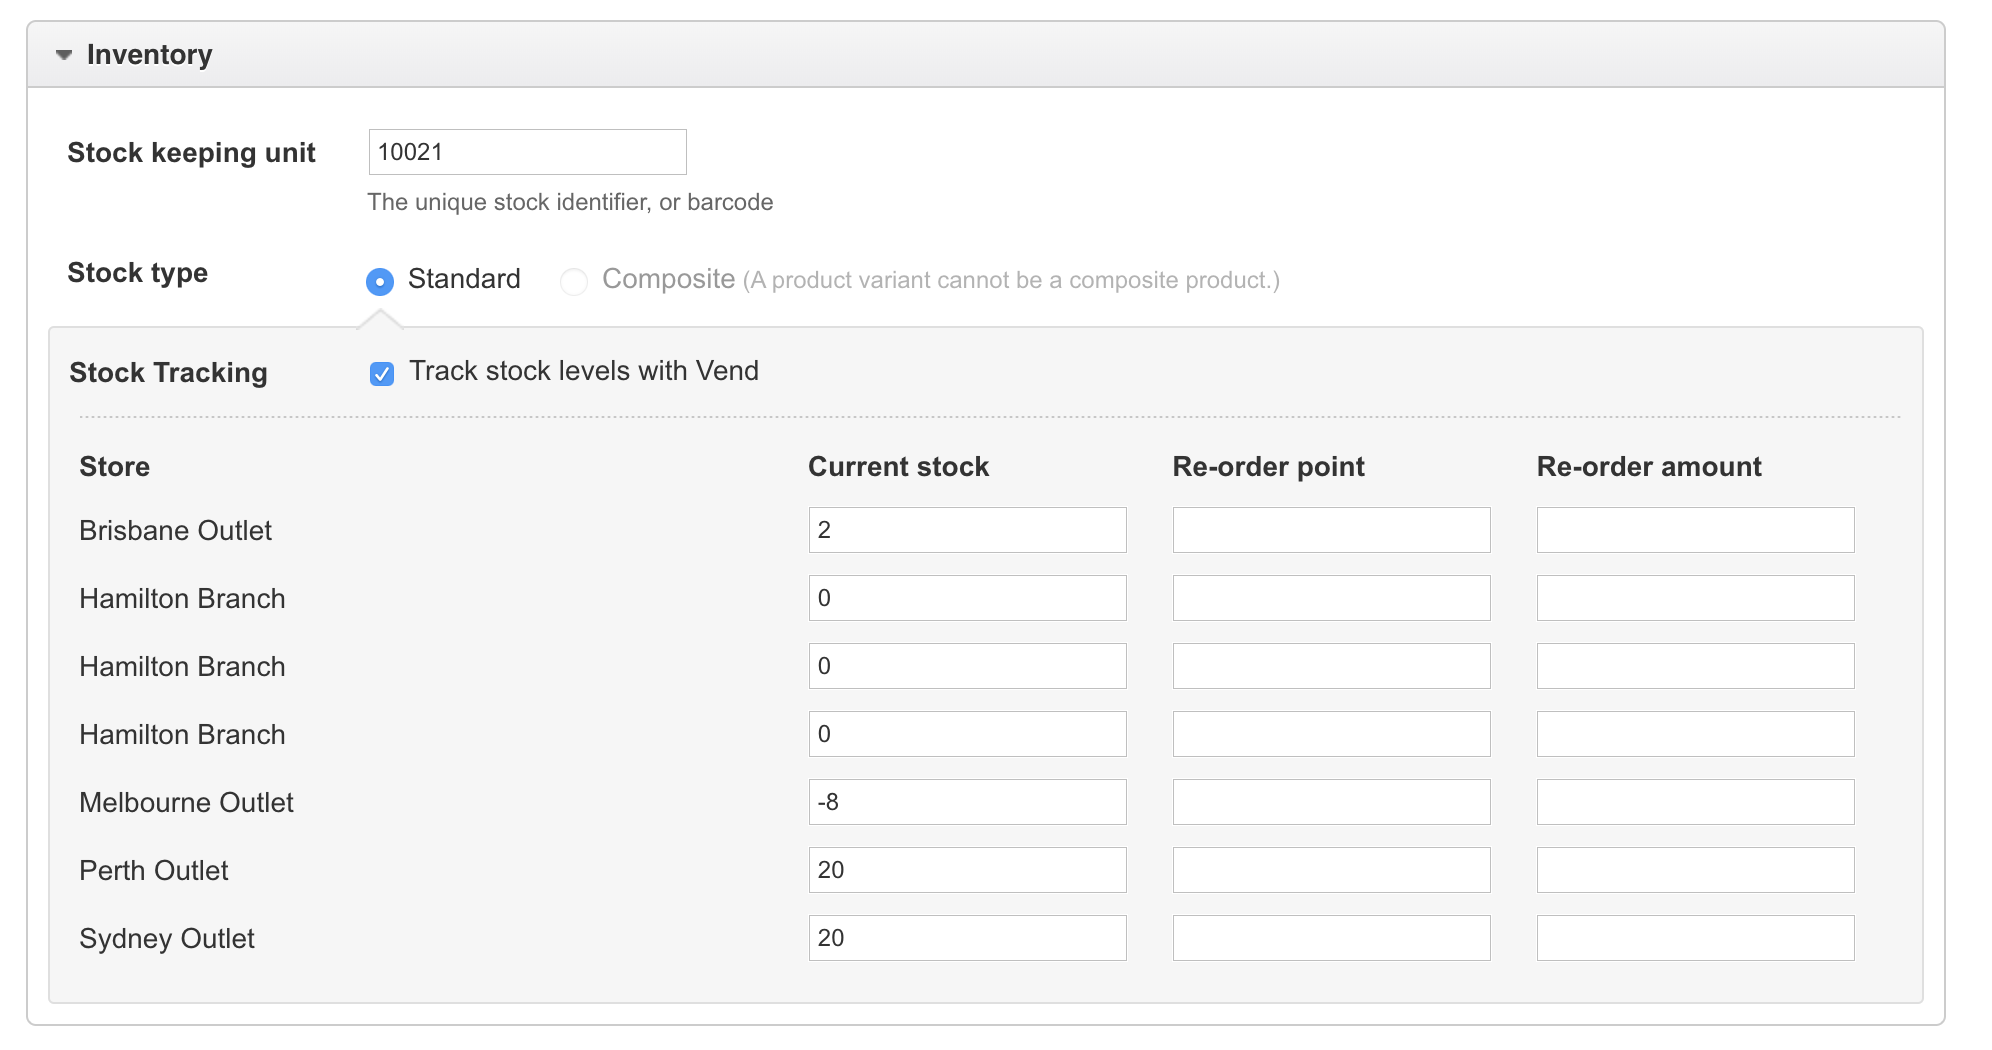 Inventory
Stock keeping unit 10021
The unique stock identifier, or barcode
Stock type Standard Composite (A product variant cannot be a composite product.)
Stock Tracking Track stock levels with Vend
Store Current stock Re-order point Re-order amount
Brisbane Outlet 2
Hamilton Branch 0
Hamilton Branch 0
Hamilton Branch 0
Melbourne Outlet -8
Perth Outlet 20
Sydney Outlet 20